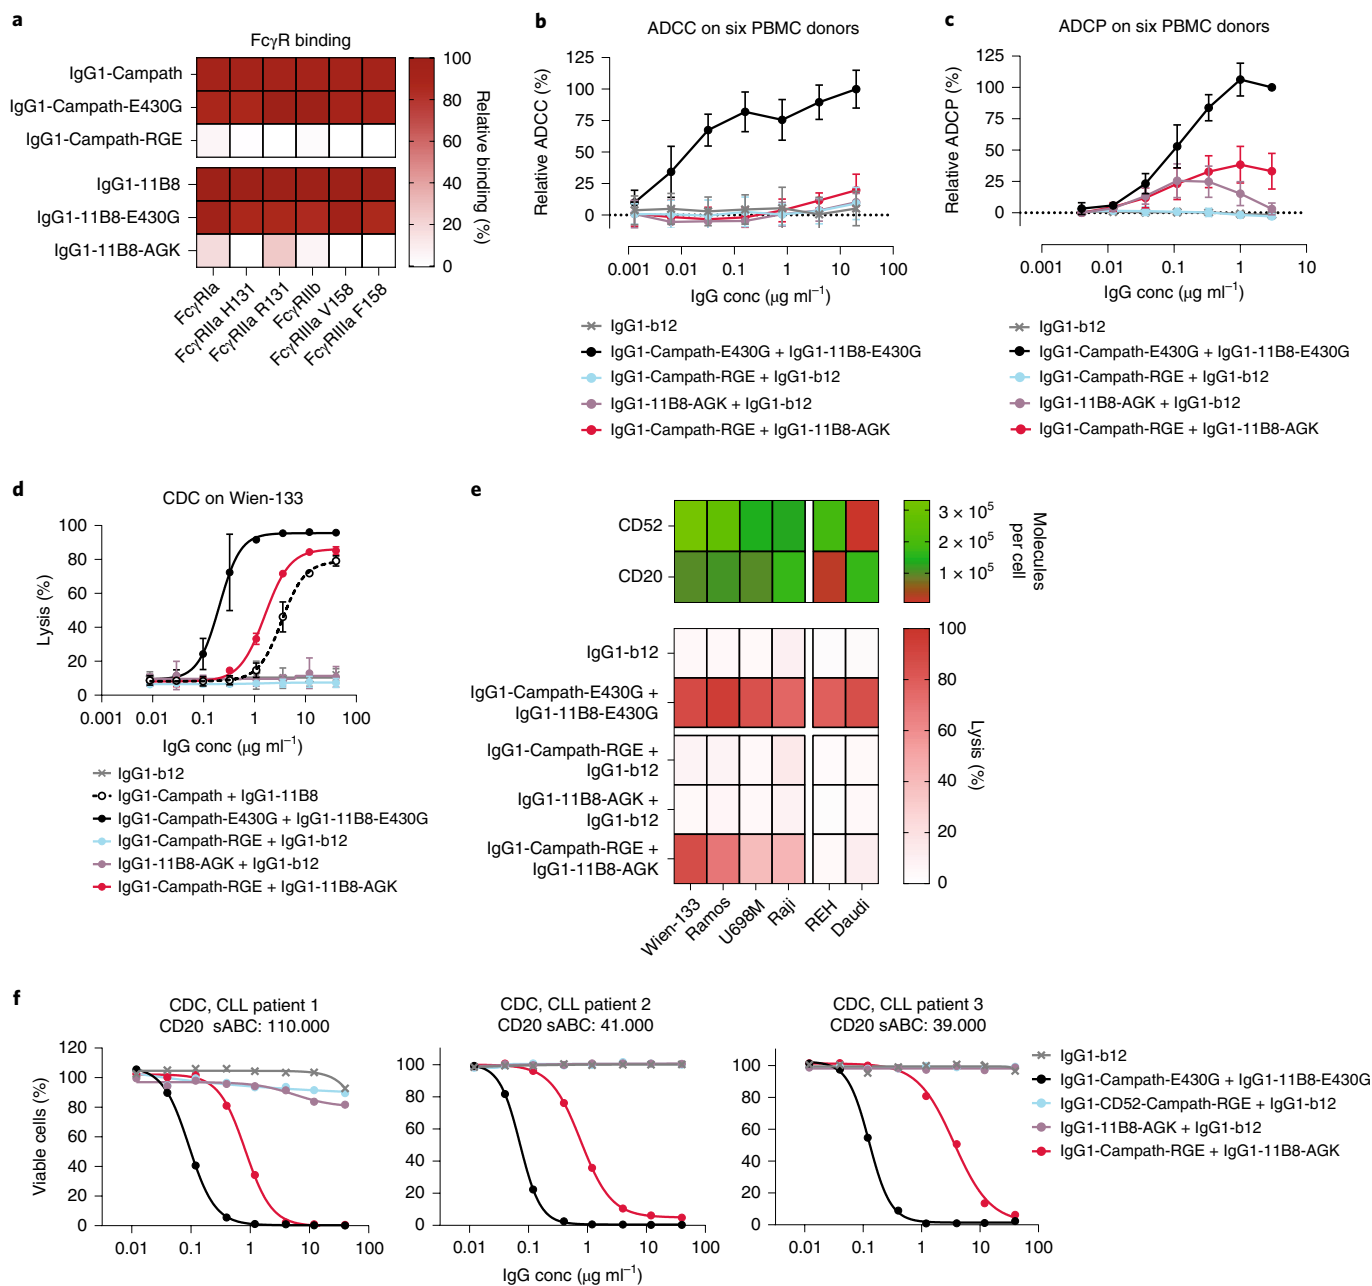 a
FcγR binding
IgG1-Campath
IgG1-Campath-E430G
IgG1-Campath-RGE
IgG1-11B8
IgG1-11B8-E430G
IgG1-11B8-AGK
FcγRIa
FcγRIIa H131
FcγRIIa R131
FcγRIIb
FcγRIIIa V158
FcγRIIIa F158
100
80
60
40
20
0
Relative binding (%)
b
ADCC on six PBMC donors
Relative ADCC (%)
125
100
75
50
25
0
0.001
0.01
0.1
1
10
100
IgG conc (μg ml⁻¹)
IgG1-b12
IgG1-Campath-E430G + IgG1-11B8-E430G
IgG1-Campath-RGE + IgG1-b12
IgG1-11B8-AGK + IgG1-b12
IgG1-Campath-RGE + IgG1-11B8-AGK
c
ADCP on six PBMC donors
Relative ADCP (%)
125
100
75
50
25
0
0.001
0.01
0.1
1
10
IgG conc (μg ml⁻¹)
IgG1-b12
IgG1-Campath-E430G + IgG1-11B8-E430G
IgG1-Campath-RGE + IgG1-b12
IgG1-11B8-AGK + IgG1-b12
IgG1-Campath-RGE + IgG1-11B8-AGK
d
CDC on Wien-133
Lysis (%)
100
80
60
40
20
0
0.001
0.01
0.1
1
10
100
IgG conc (μg ml⁻¹)
IgG1-b12
IgG1-Campath + IgG1-11B8
IgG1-Campath-E430G + IgG1-11B8-E430G
IgG1-Campath-RGE + IgG1-b12
IgG1-11B8-AGK + IgG1-b12
IgG1-Campath-RGE + IgG1-11B8-AGK
e
CD52
CD20
3 × 10⁵
2 × 10⁵
1 × 10⁵
Molecules
per cell
IgG1-b12
IgG1-Campath-E430G +
IgG1-11B8-E430G
IgG1-Campath-RGE +
IgG1-b12
IgG1-11B8-AGK +
IgG1-b12
IgG1-Campath-RGE +
IgG1-11B8-AGK
Wien-133
Ramos
U698M
Raji
REH
Daudi
100
80
60
40
20
0
Lysis (%)
f
CDC, CLL patient 1
CD20 sABC: 110.000
Viable cells (%)
120
100
80
60
40
20
0
0.01
0.1
1
10
100
CDC, CLL patient 2
CD20 sABC: 41.000
100
80
60
40
20
0
0.01
0.1
1
10
100
IgG conc (μg ml⁻¹)
CDC, CLL patient 3
CD20 sABC: 39.000
100
80
60
40
20
0
0.01
0.1
1
10
100
IgG1-b12
IgG1-Campath-E430G + IgG1-11B8-E430G
IgG1-CD52-Campath-RGE + IgG1-b12
IgG1-11B8-AGK + IgG1-b12
IgG1-Campath-RGE + IgG1-11B8-AGK